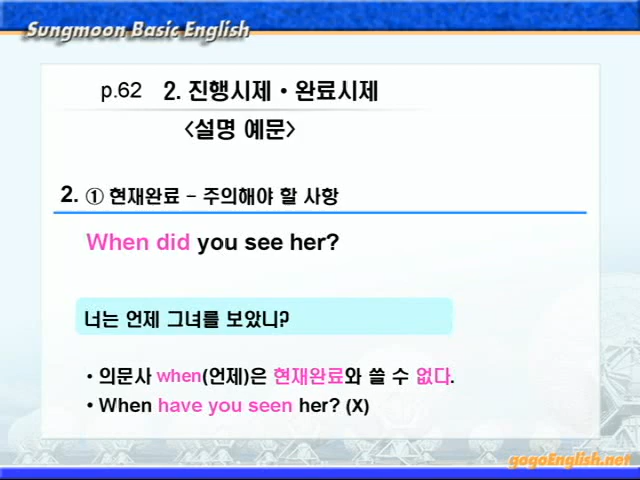 Sungmoon Basic English
p.62 2. 진행시제 • 완료시제
<설명 예문>
2. ① 현재완료 - 주의해야 할 사항
When did you see her?
너는 언제 그녀를 보았니?
• 의문사 when(언제)은 현재완료와 쓸 수 없다.
• When have you seen her? (X)
gogoEnglish.net